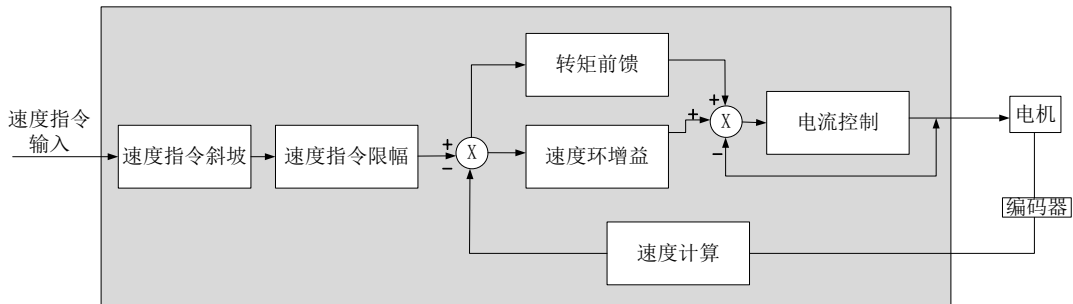 转矩前馈
速度指令
输入
速度指令斜坡
速度指令限幅
+
−
X
速度环增益
+
+
−
X
电流控制
电机
编码器
速度计算